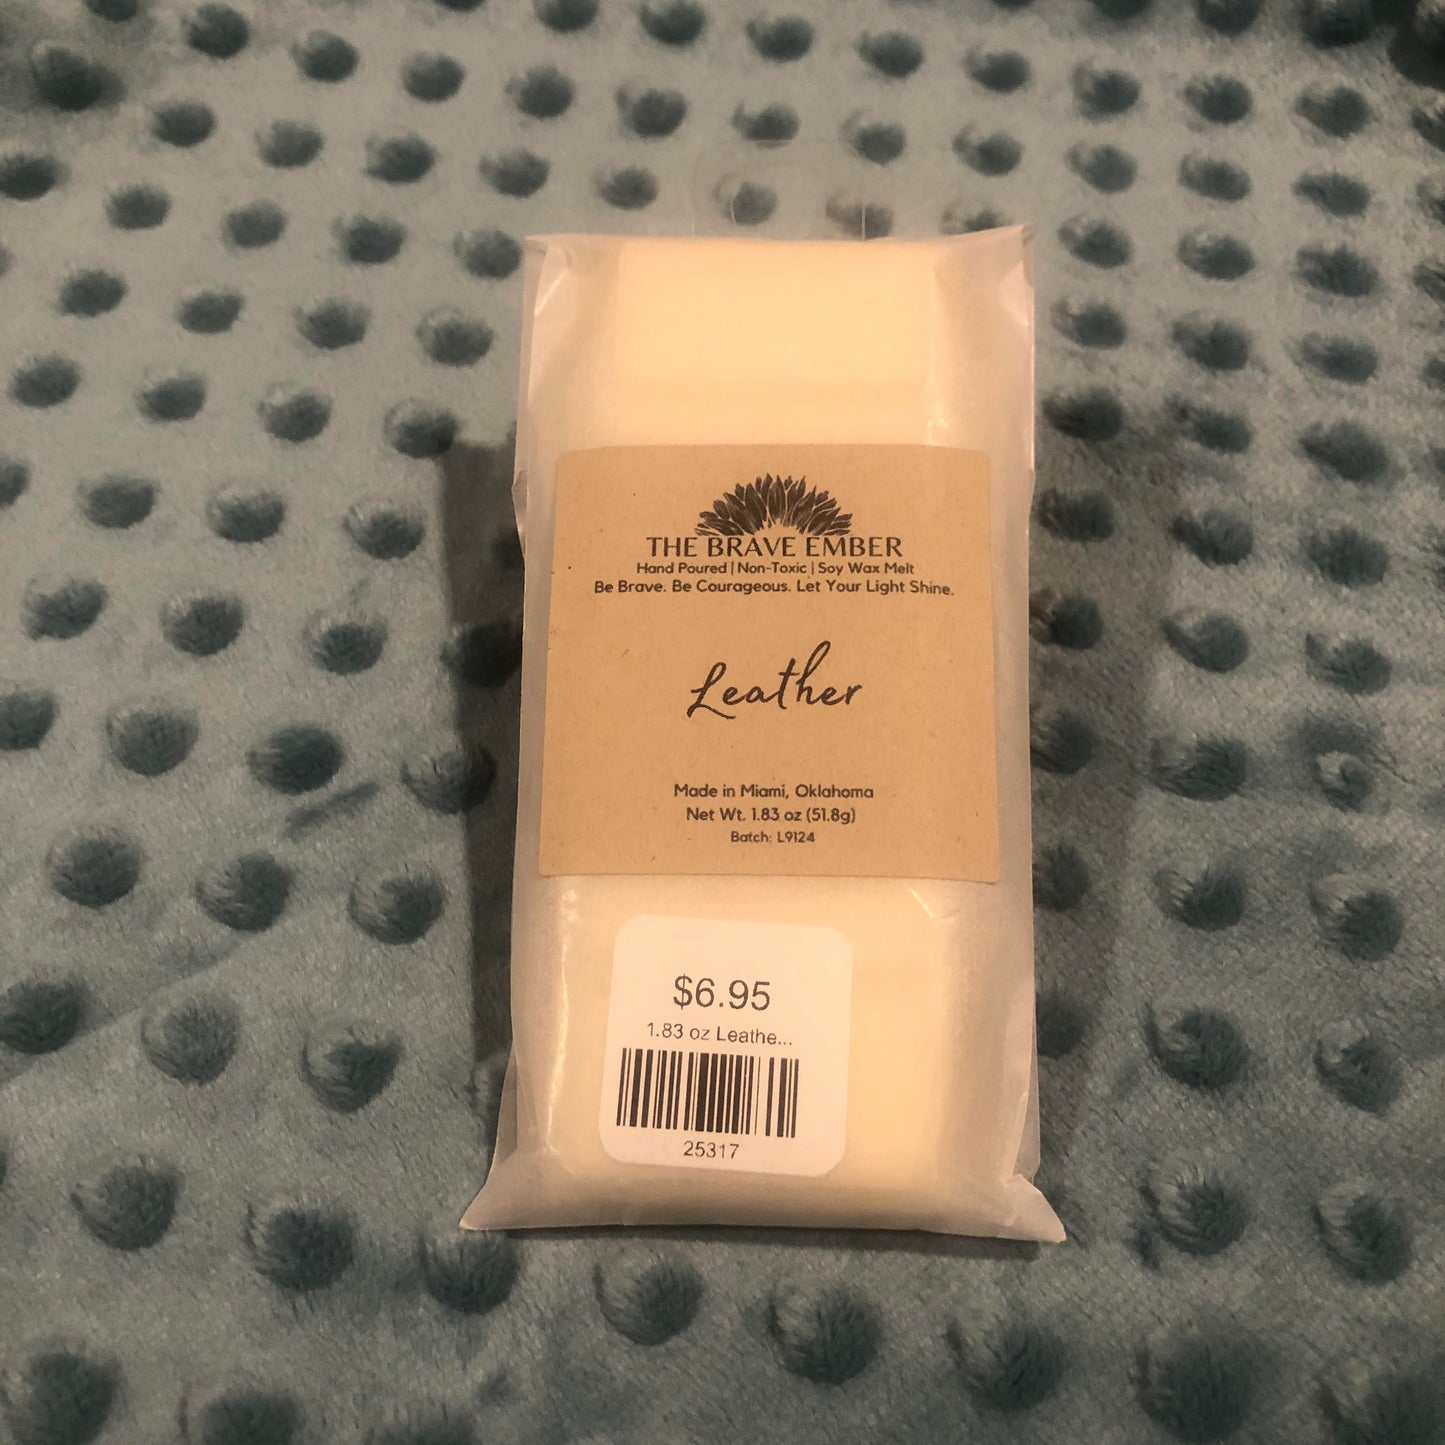 THE BRAVE EMBER
Hand Poured | Non-Toxic | Soy Wax Melt
Be Brave. Be Courageous. Let Your Light Shine.
Leather
Made in Miami, Oklahoma
Net Wt. 1.83 oz (51.8g)
Batch: L9124
$6.95
1.83 oz Leathe...
25317